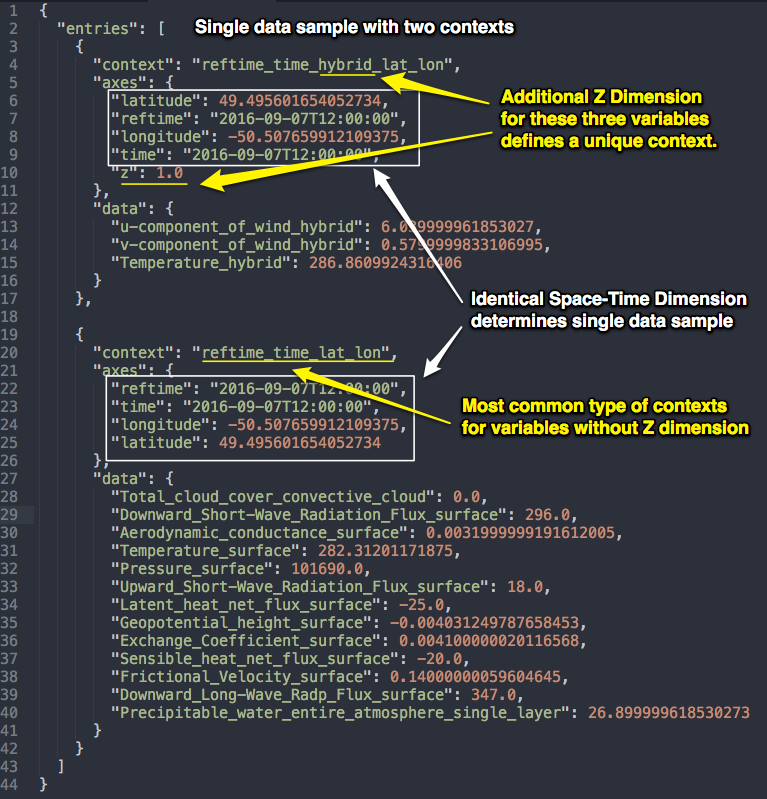 Single data sample with two contexts
1 {
2 "entries": [
3 {
4 "context": "reftime_time_hybrid_lat_lon",
5 "axes": {
6 "latitude": 49.495601654052734,
7 "reftime": "2016-09-07T12:00:00",
8 "longitude": -50.507659912109375,
9 "time": "2016-09-07T12:00:00",
10 "z": 1.0
11 },
12 "data": {
13 "u-component_of_wind_hybrid": 6.039999961853027,
14 "v-component_of_wind_hybrid": 0.5799999833106995,
15 "Temperature_hybrid": 286.8609924316406
16 }
17 },
18
19 {
20 "context": "reftime_time_lat_lon",
21 "axes": {
22 "reftime": "2016-09-07T12:00:00",
23 "time": "2016-09-07T12:00:00",
24 "longitude": -50.507659912109375,
25 "latitude": 49.495601654052734
26 },
27 "data": {
28 "Total_cloud_cover_convective_cloud": 0.0,
29 "Downward_Short-Wave_Radiation_Flux_surface": 296.0,
30 "Aerodynamic_conductance_surface": 0.0031999999191612005,
31 "Temperature_surface": 282.31201171875,
32 "Pressure_surface": 101690.0,
33 "Upward_Short-Wave_Radiation_Flux_surface": 18.0,
34 "Latent_heat_net_flux_surface": -25.0,
35 "Geopotential_height_surface": -0.004031249787658453,
36 "Exchange_Coefficient_surface": 0.004100000020116568,
37 "Sensible_heat_net_flux_surface": -20.0,
38 "Frictional_Velocity_surface": 0.14000000059604645,
39 "Downward_Long-Wave_Radp_Flux_surface": 347.0,
40 "Precipitable_water_entire_atmosphere_single_layer": 26.899999618530273
41 }
42 }
43 ]
44 }
Additional Z Dimension
for these three variables
defines a unique context.
Identical Space-Time Dimension
determines single data sample
Most common type of contexts
for variables without Z dimension